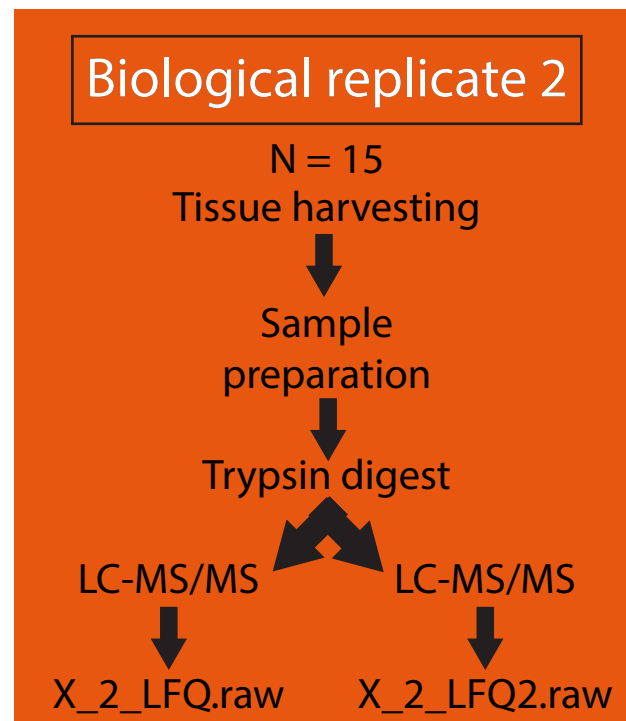 Biological replicate 2
N = 15
Tissue harvesting
Sample
preparation
Trypsin digest
LC-MS/MS LC-MS/MS
X_2_LFQ.raw X_2_LFQ2.raw